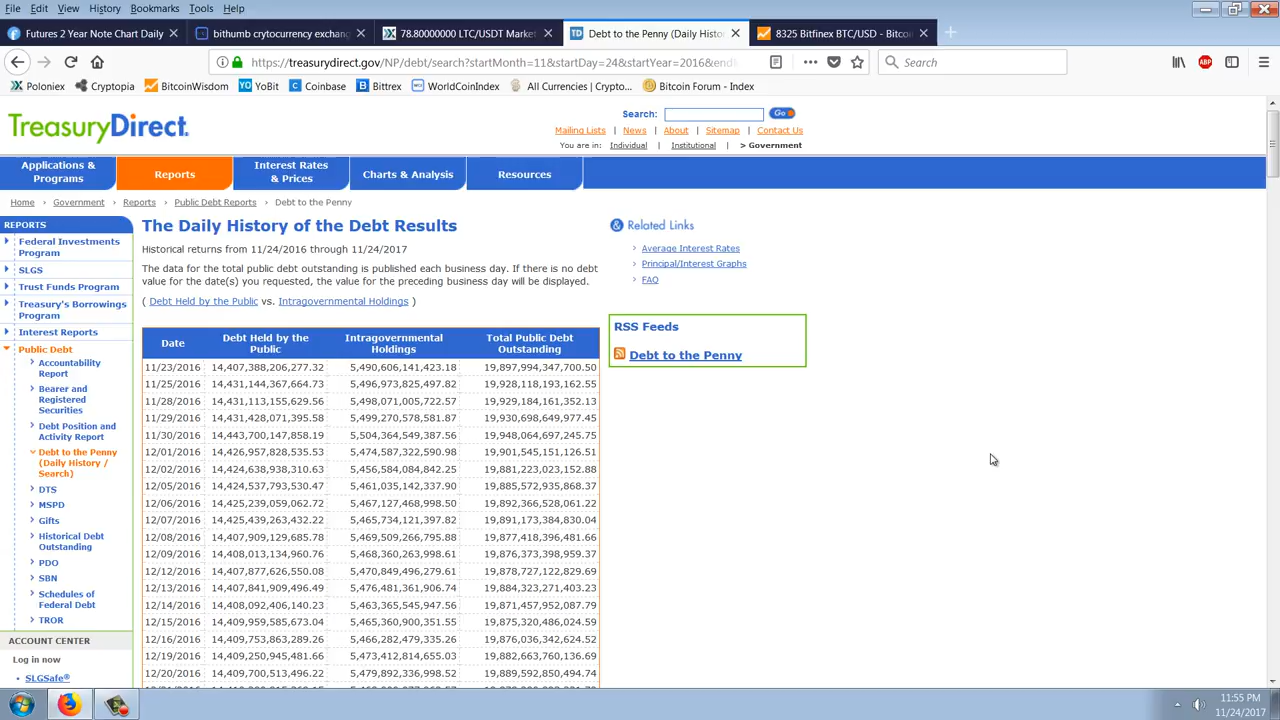 File Edit View History Bookmarks Tools Help
Futures 2 Year Note Chart Daily
bithumb crytocurrency exchang
78.80000000 LTC/USDT Market
Debt to the Penny (Daily Histor
8325 Bitfinex BTC/USD - Bitcoi
https://treasurydirect.gov/NP/debt/search?startMonth=11&startDay=24&startYear=2016&endl
Search
Poloniex Cryptopia BitcoinWisdom YoBit Coinbase Bittrex WorldCoinIndex All Currencies | Crypto... Bitcoin Forum - Index
TreasuryDirect
Search: Go
Mailing Lists | News | About | Sitemap | Contact Us
You are in: Individual | Institutional > Government
Applications & Programs
Reports
Interest Rates & Prices
Charts & Analysis
Resources
Home > Government > Reports > Public Debt Reports > Debt to the Penny
REPORTS
Federal Investments
Program
SLGS
Trust Funds Program
Treasury's Borrowings
Program
Interest Reports
Public Debt
Accountability
Report
Bearer and
Registered
Securities
Debt Position and
Activity Report
Debt to the Penny
(Daily History /
Search)
DTS
MSPD
Gifts
Historical Debt
Outstanding
PDO
SBN
Schedules of
Federal Debt
TROR
ACCOUNT CENTER
Log in now
SLGSafe®
The Daily History of the Debt Results
Historical returns from 11/24/2016 through 11/24/2017
The data for the total public debt outstanding is published each business day. If there is no debt
value for the date(s) you requested, the value for the preceding business day will be displayed.
( Debt Held by the Public vs. Intragovernmental Holdings )
Date Debt Held by the Public Intragovernmental Holdings Total Public Debt Outstanding
11/23/2016 14,407,388,206,277.32 5,490,606,141,423.18 19,897,994,347,700.50
11/25/2016 14,431,144,367,664.73 5,496,973,825,497.82 19,928,118,193,162.55
11/28/2016 14,431,113,155,629.56 5,498,071,005,722.57 19,929,184,161,352.13
11/29/2016 14,431,428,071,395.58 5,499,270,578,581.87 19,930,698,649,977.45
11/30/2016 14,443,700,147,858.19 5,504,364,549,387.56 19,948,064,697,245.75
12/01/2016 14,426,957,828,535.53 5,474,587,322,590.98 19,901,545,151,126.51
12/02/2016 14,424,638,938,310.63 5,456,584,084,842.25 19,881,223,023,152.88
12/05/2016 14,424,537,793,530.47 5,461,035,142,337.90 19,885,572,935,868.37
12/06/2016 14,425,239,059,062.72 5,467,127,468,998.50 19,892,366,528,061.22
12/07/2016 14,425,439,263,432.22 5,465,734,121,397.82 19,891,173,384,830.04
12/08/2016 14,407,909,129,685.78 5,469,509,266,795.88 19,877,418,396,481.66
12/09/2016 14,408,013,134,960.76 5,468,360,263,998.61 19,876,373,398,959.37
12/12/2016 14,407,877,626,550.08 5,470,849,496,279.61 19,878,727,122,829.69
12/13/2016 14,407,841,909,496.49 5,476,481,361,906.74 19,884,323,271,403.23
12/14/2016 14,408,092,406,140.23 5,463,365,545,947.56 19,871,457,952,087.79
12/15/2016 14,409,959,585,673.04 5,465,360,900,351.55 19,875,320,486,024.59
12/16/2016 14,409,753,863,289.26 5,466,282,479,335.26 19,876,036,342,624.52
12/19/2016 14,409,250,945,481.66 5,473,412,814,655.03 19,882,663,760,136.69
12/20/2016 14,409,700,513,496.22 5,479,892,336,998.52 19,889,592,850,494.74
Related Links
Average Interest Rates
Principal/Interest Graphs
FAQ
RSS Feeds
Debt to the Penny
11:55 PM
11/24/2017